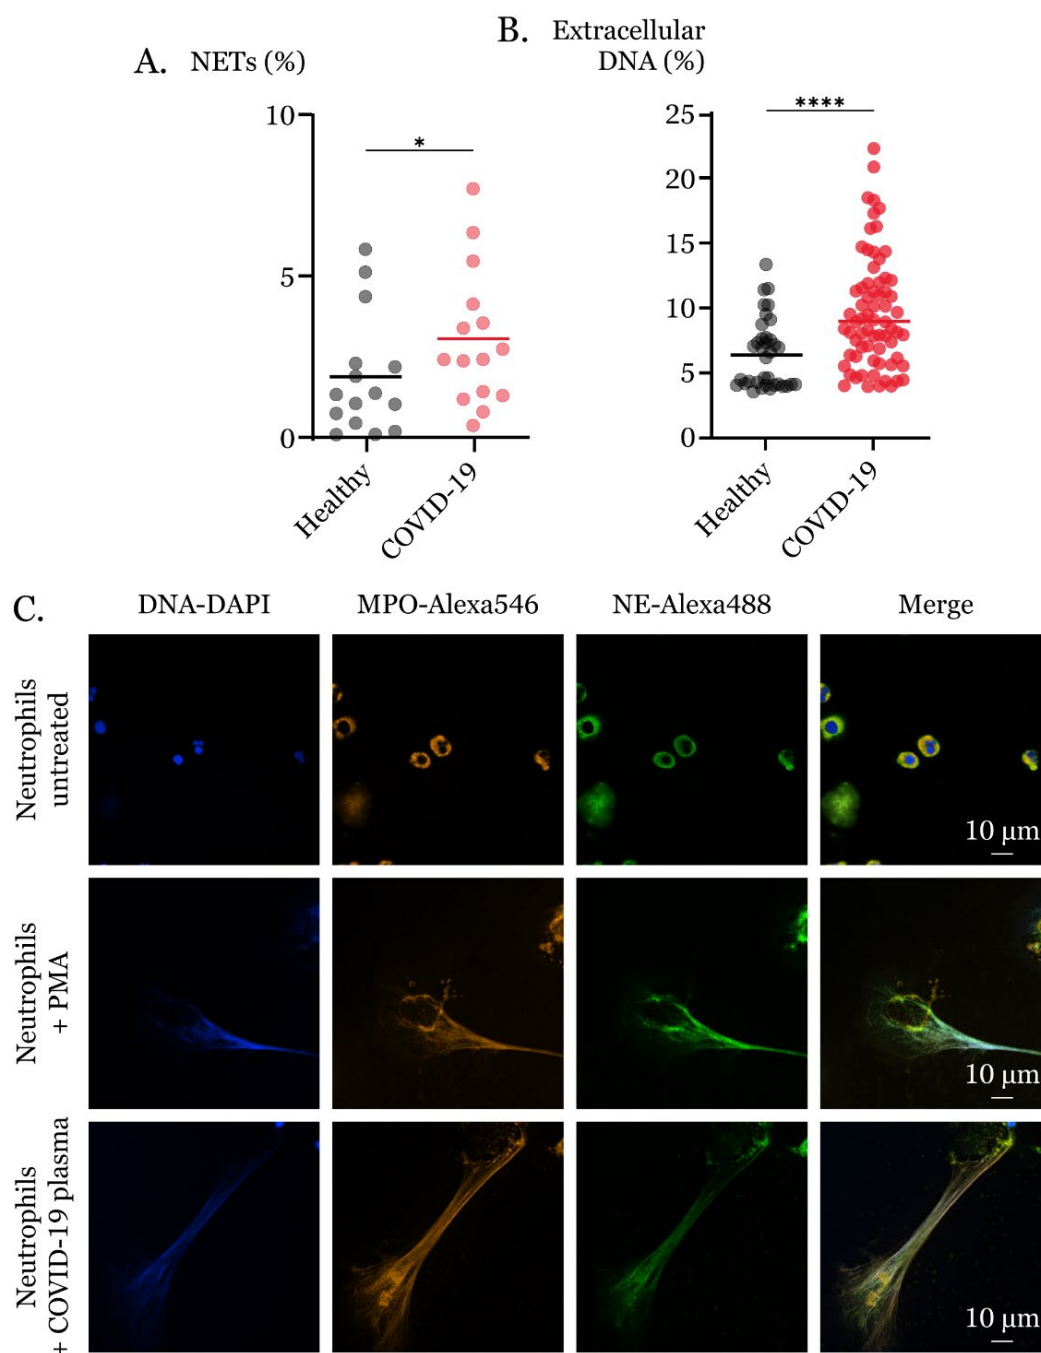 A. NETs (%)
10
5
0
*
Healthy
COVID-19
B. Extracellular
DNA (%)
25
20
15
10
5
0
****
Healthy
COVID-19
C.
DNA-DAPI
MPO-Alexa546
NE-Alexa488
Merge
Neutrophils
untreated
10 µm
Neutrophils
+ PMA
10 µm
Neutrophils
+ COVID-19 plasma
10 µm